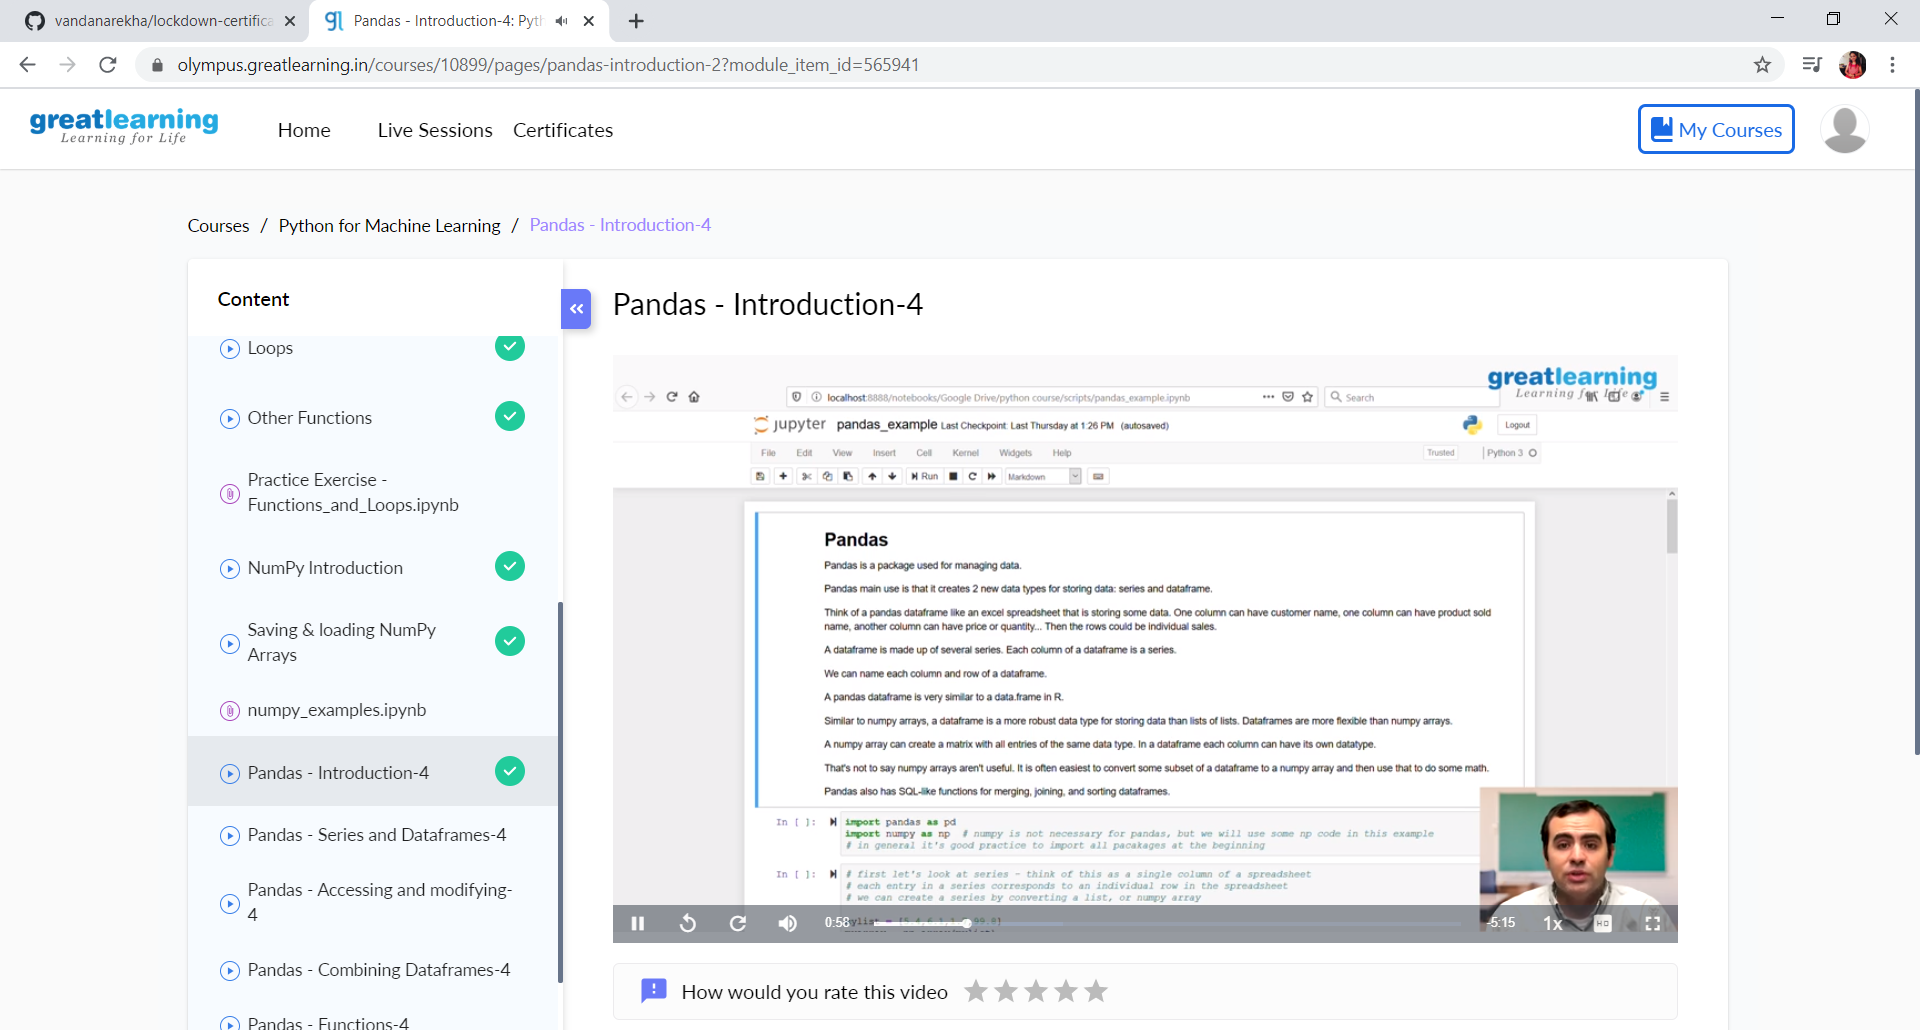 vandanarekha/lockdown-certifica
Pandas - Introduction-4: Pyth
olympus.greatlearning.in/courses/10899/pages/pandas-introduction-2?module_item_id=565941
greatlearning
Learning for Life
Home
Live Sessions
Certificates
My Courses
Courses / Python for Machine Learning / Pandas - Introduction-4
Content
Loops
Other Functions
Practice Exercise -
Functions_and_Loops.ipynb
NumPy Introduction
Saving & loading NumPy
Arrays
numpy_examples.ipynb
Pandas - Introduction-4
Pandas - Series and Dataframes-4
Pandas - Accessing and modifying-
4
Pandas - Combining Dataframes-4
Pandas - Functions-4
Pandas - Introduction-4
greatlearning
Learning for Life
localhost:8888/notebooks/Google Drive/python course/scripts/pandas_example.ipynb
Search
jupyter pandas_example Last Checkpoint: Last Thursday at 1:26 PM (autosaved)
Logout
File Edit View Insert Cell Kernel Widgets Help
Trusted
Python 3
Run
Markdown
Pandas
Pandas is a package used for managing data.
Pandas main use is that it creates 2 new data types for storing data: series and dataframe.
Think of a pandas dataframe like an excel spreadsheet that is storing some data. One column can have customer name, one column can have product sold
name, another column can have price or quantity... Then the rows could be individual sales.
A dataframe is made up of several series. Each column of a dataframe is a series.
We can name each column and row of a dataframe.
A pandas dataframe is very similar to a data.frame in R.
Similar to numpy arrays, a dataframe is a more robust data type for storing data than lists of lists. Dataframes are more flexible than numpy arrays.
A numpy array can create a matrix with all entries of the same data type. In a dataframe each column can have its own datatype.
That's not to say numpy arrays aren't useful. It is often easiest to convert some subset of a dataframe to a numpy array and then use that to do some math.
Pandas also has SQL-like functions for merging, joining, and sorting dataframes.
In [ ]: import pandas as pd
import numpy as np # numpy is not necessary for pandas, but we will use some np code in this example
# in general it's good practice to import all pacakages at the beginning
In [ ]: # first let's look at series - think of this as a single column of a spreadsheet
# each entry in a series corresponds to an individual row in the spreadsheet
# we can create a series by converting a list, or numpy array
0:58
-5:15
1x
HD
How would you rate this video